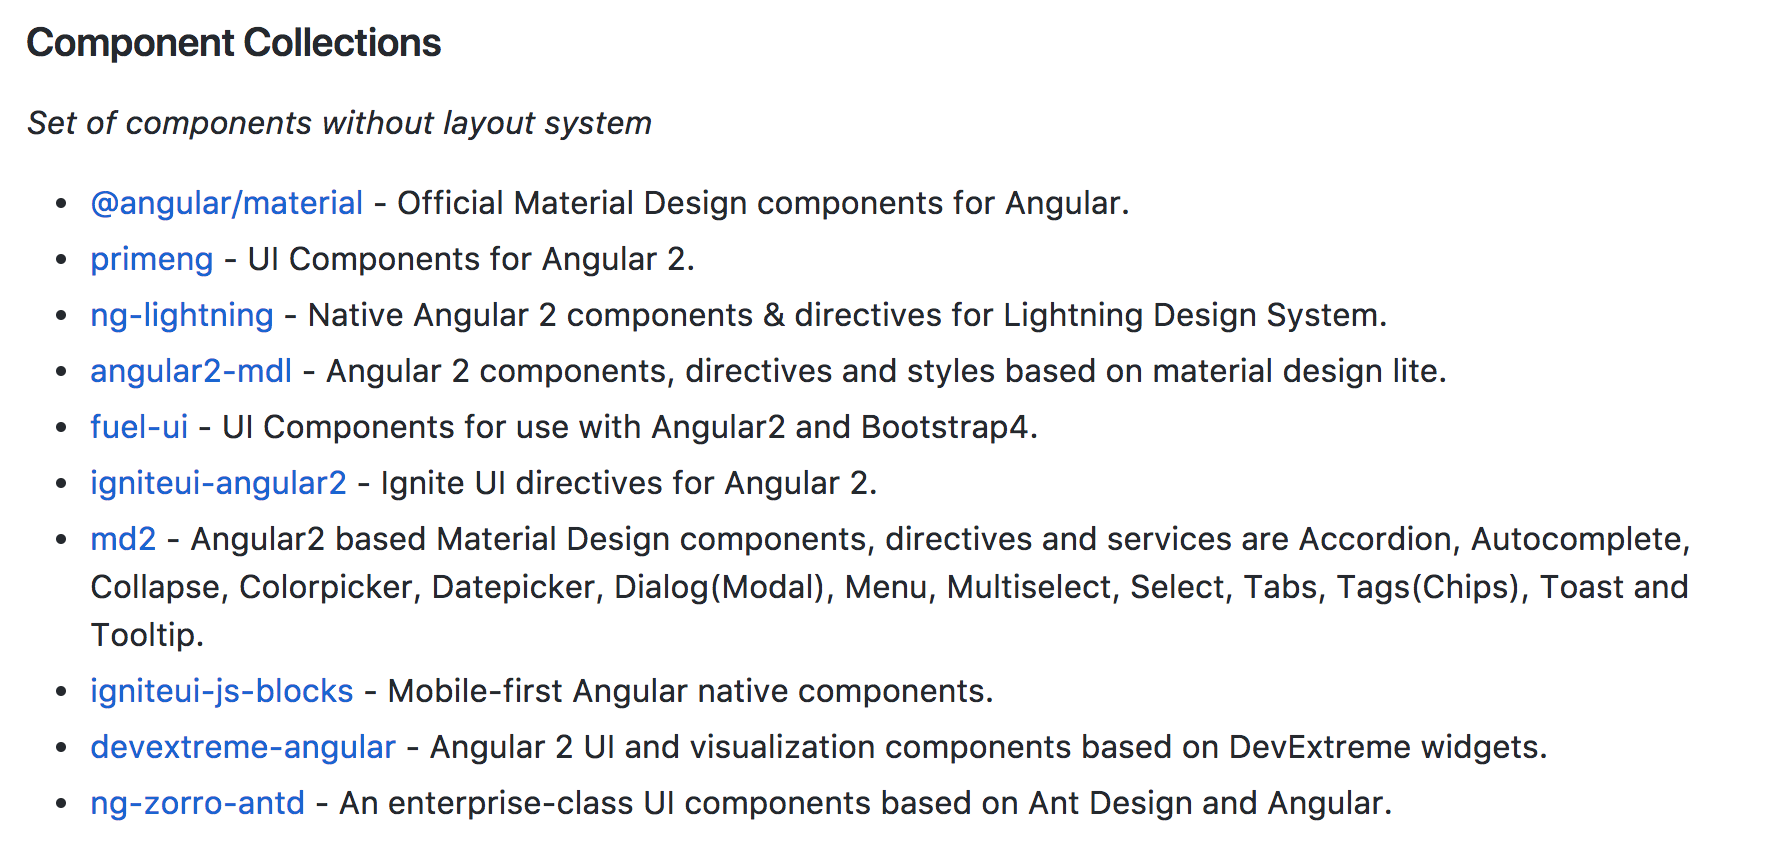 Component Collections
Set of components without layout system
• @angular/material - Official Material Design components for Angular.
• primeng - UI Components for Angular 2.
• ng-lightning - Native Angular 2 components & directives for Lightning Design System.
• angular2-mdl - Angular 2 components, directives and styles based on material design lite.
• fuel-ui - UI Components for use with Angular2 and Bootstrap4.
• igniteui-angular2 - Ignite UI directives for Angular 2.
• md2 - Angular2 based Material Design components, directives and services are Accordion, Autocomplete,
Collapse, Colorpicker, Datepicker, Dialog(Modal), Menu, Multiselect, Select, Tabs, Tags(Chips), Toast and
Tooltip.
• igniteui-js-blocks - Mobile-first Angular native components.
• devextreme-angular - Angular 2 UI and visualization components based on DevExtreme widgets.
• ng-zorro-antd - An enterprise-class UI components based on Ant Design and Angular.